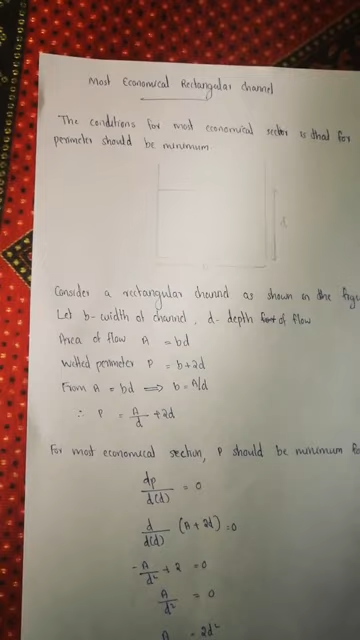 Most Economical Rectangular channel
The conditions for most economical section is that for
perimeter should be minimum
d
Consider a rectangular channel as shown in the figu
Let b-width of channel, d-depth of flow
Area of flow A = bd
Wetted perimeter P = b+2d
From A = bd ⟹ b = A/d
∴ P = A/d + 2d
For most economical section, P should be minimum fo
dp/d(d) = 0
d/d(d) (A + 2d) = 0
-A/d² + 2 = 0
A/d² = 0
A = 2d²